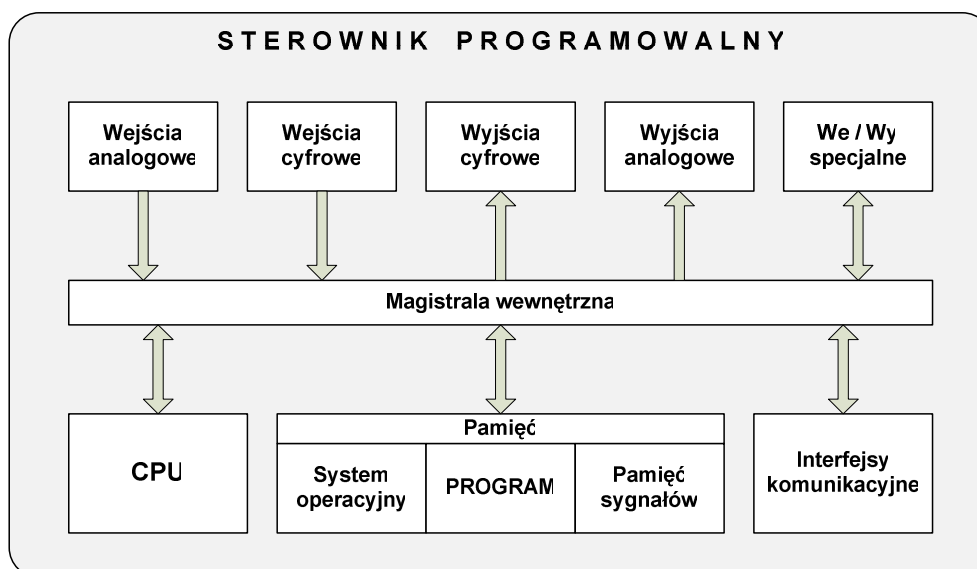 STEROWNIK PROGRAMOWALNY
Wejścia
analogowe
Wejścia
cyfrowe
Wyjścia
cyfrowe
Wyjścia
analogowe
We / Wy
specjalne
Magistrala wewnętrzna
CPU
Pamięć
System
operacyjny
PROGRAM
Pamięć
sygnałów
Interfejsy
komunikacyjne